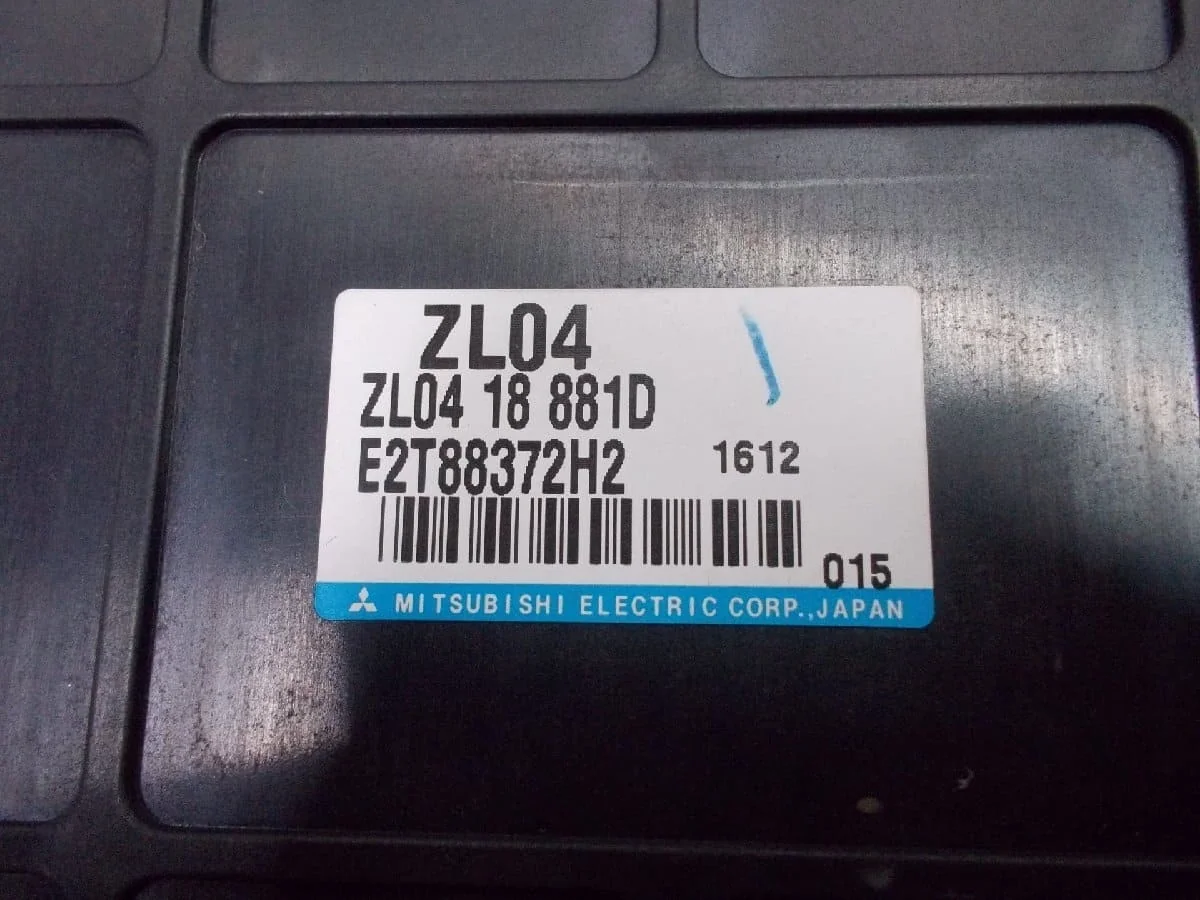 ZL04
ZL04 18 881D
E2T88372H2 1612
015
MITSUBISHI ELECTRIC CORP.,JAPAN